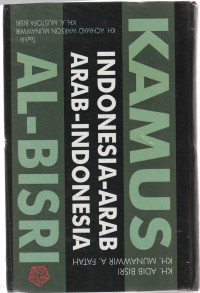 KAMUS
INDONESIA-ARAB
ARAB-INDONESIA
AL-BISRI
KH. ADIB BISRI
KH. MUNAWWIR A. FATAH
Tashih :
KH. ACHMAD WARSON MUNAWWIR
KH. A. MUSTOFA BISRI